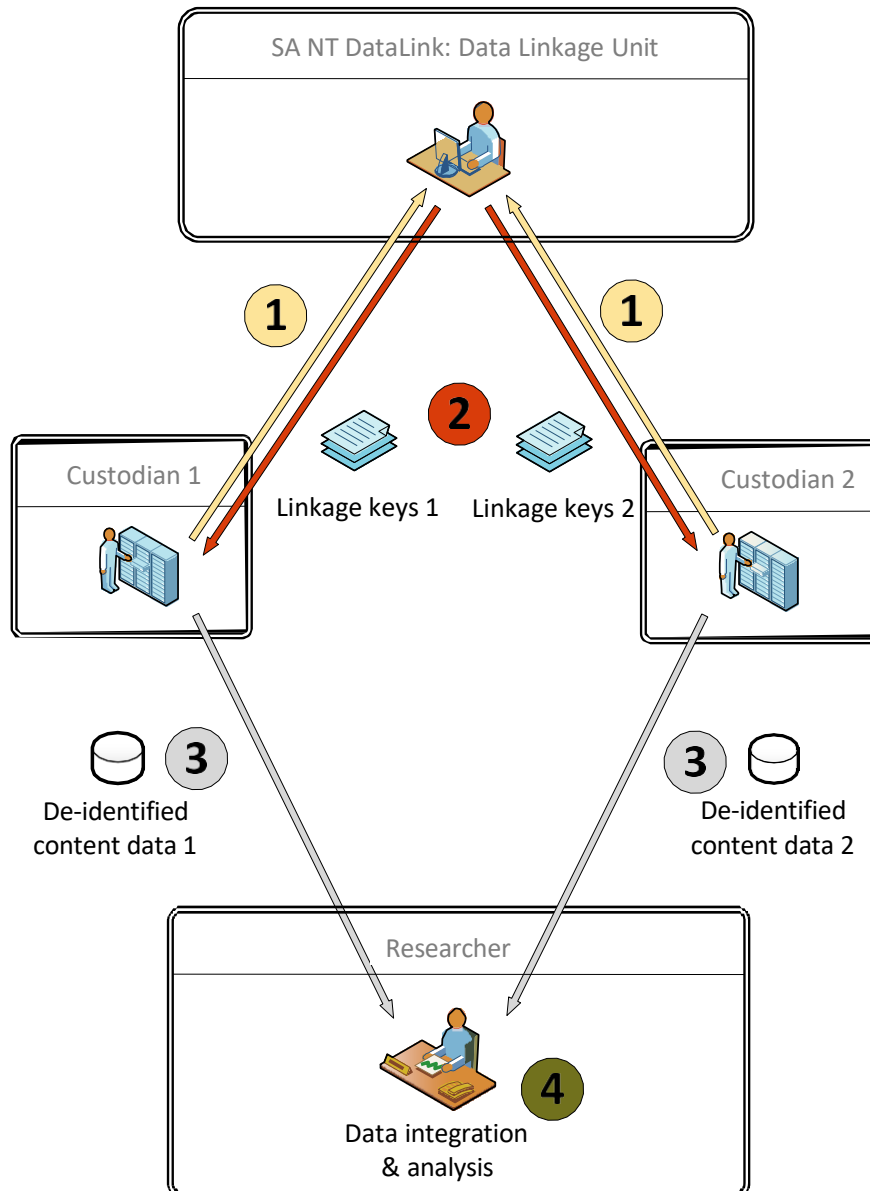 SA NT DataLink: Data Linkage Unit
1
1
2
Custodian 1
Custodian 2
Linkage keys 1
Linkage keys 2
3
3
De-identified
content data 1
De-identified
content data 2
Researcher
4
Data integration
& analysis